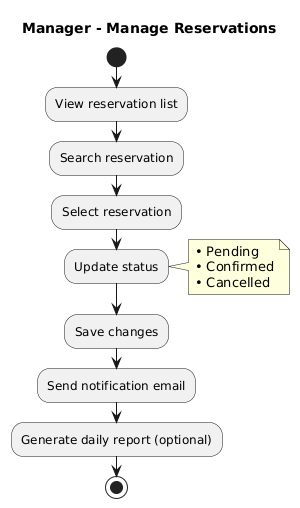 Manager - Manage Reservations
View reservation list
Search reservation
Select reservation
Update status
• Pending
• Confirmed
• Cancelled
Save changes
Send notification email
Generate daily report (optional)